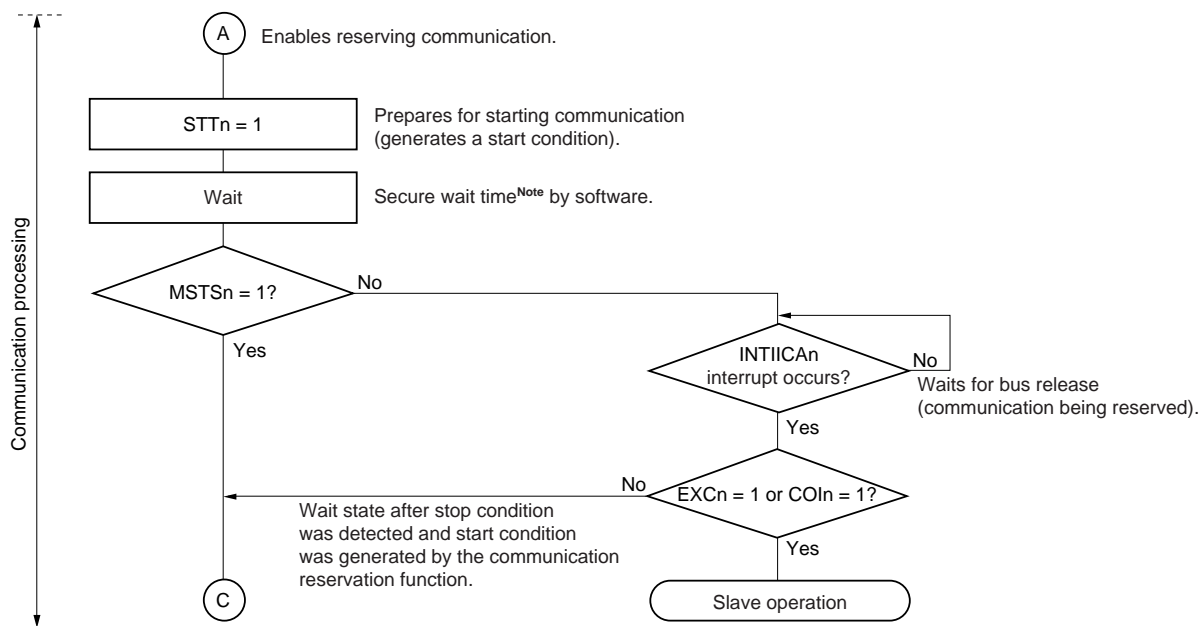 A
Enables reserving communication.
STTn = 1
Prepares for starting communication
(generates a start condition).
Wait
Secure wait timeNote by software.
Communication processing
MSTSn = 1?
No
Yes
INTIICAn
interrupt occurs?
No
Waits for bus release
(communication being reserved).
Yes
EXCn = 1 or COIn = 1?
No
Wait state after stop condition
was detected and start condition
was generated by the communication
reservation function.
Yes
C
Slave operation